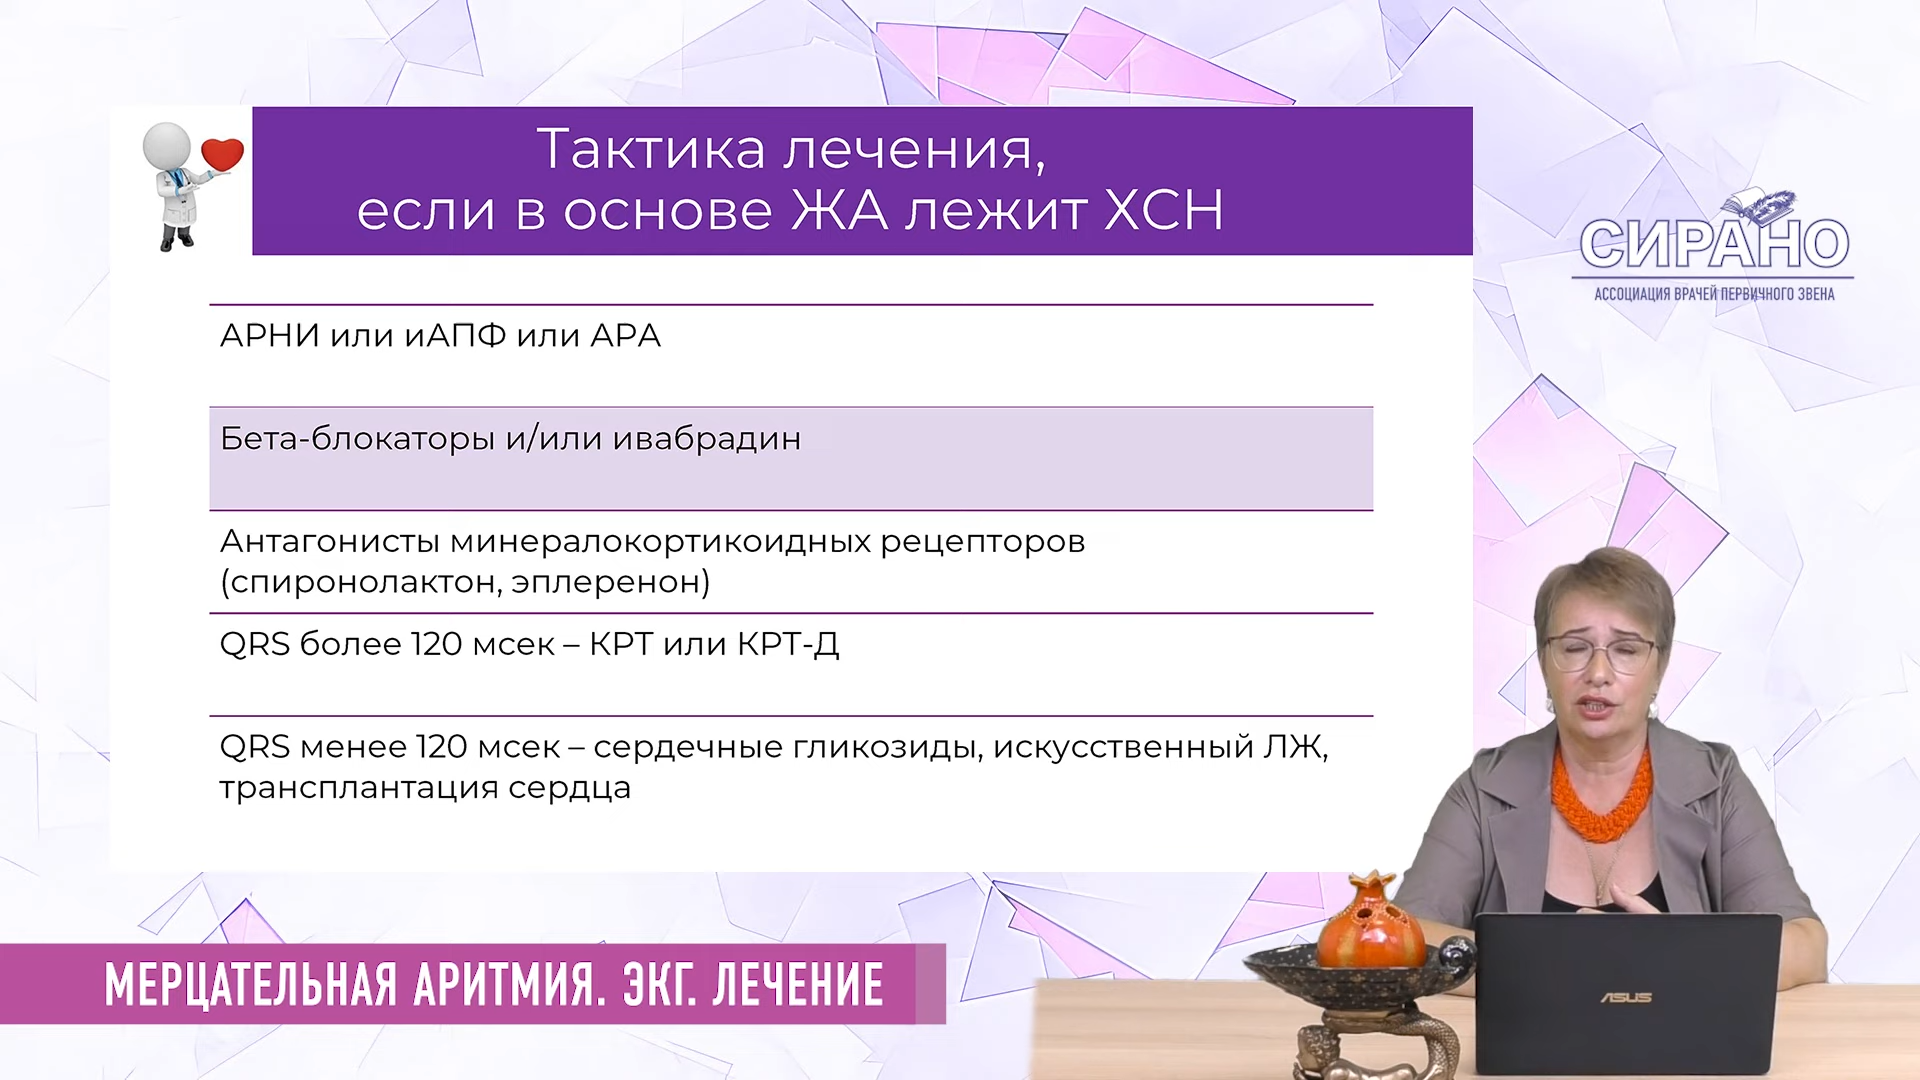 Тактика лечения,
если в основе ЖА лежит ХСН
СИРАНО
АССОЦИАЦИЯ ВРАЧЕЙ ПЕРВИЧНОГО ЗВЕНА
АРНИ или иАПФ или АРА
Бета-блокаторы и/или ивабрадин
Антагонисты минералокортикоидных рецепторов
(спиронолактон, эплеренон)
QRS более 120 мсек – КРТ или КРТ-Д
QRS менее 120 мсек – сердечные гликозиды, искусственный ЛЖ,
трансплантация сердца
МЕРЦАТЕЛЬНАЯ АРИТМИЯ. ЭКГ. ЛЕЧЕНИЕ
ASUS